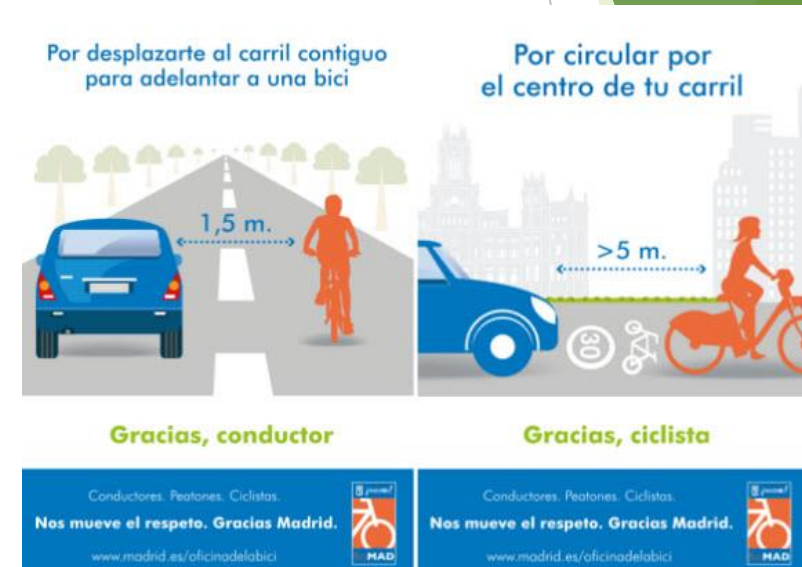 Por desplazarte al carril contiguo
para adelantar a una bici
1,5 m.
Gracias, conductor
Conductores. Peatones. Ciclistas.
Nos mueve el respeto. Gracias Madrid.
www.madrid.es/oficinadelabici
MAD
Por circular por
el centro de tu carril
>5 m.
30
Gracias, ciclista
Conductores. Peatones. Ciclistas.
Nos mueve el respeto. Gracias Madrid.
www.madrid.es/oficinadelabici
MAD